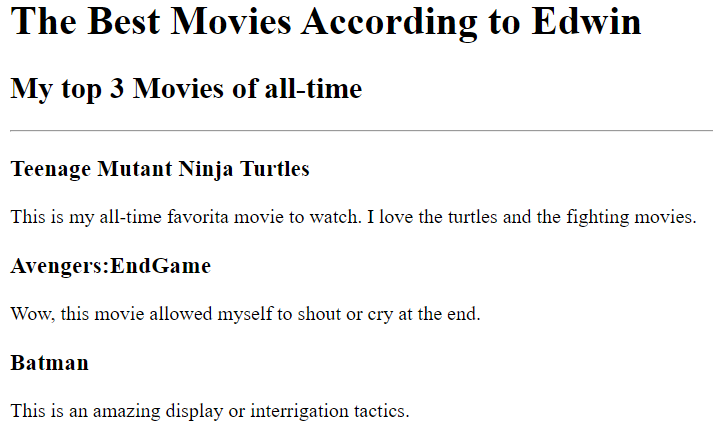 The Best Movies According to Edwin
My top 3 Movies of all-time
Teenage Mutant Ninja Turtles
This is my all-time favorita movie to watch. I love the turtles and the fighting movies.
Avengers:EndGame
Wow, this movie allowed myself to shout or cry at the end.
Batman
This is an amazing display or interrigation tactics.